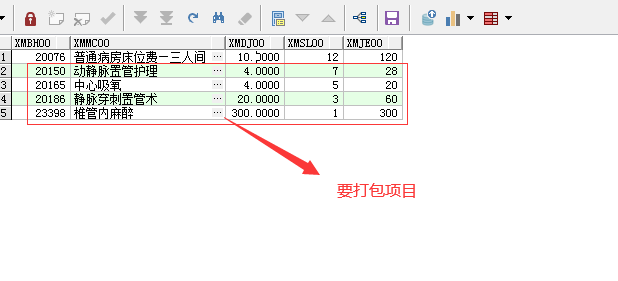 XMBH00 XMMC00 XMDJ00 XMSL00 XMJE00
1 20076 普通病房床位费－三人间 … 10.0000 12 120
2 20150 动静脉置管护理 … 4.0000 7 28
3 20165 中心吸氧 … 4.0000 5 20
4 20186 静脉穿刺置管术 … 20.0000 3 60
5 23398 椎管内麻醉 … 300.0000 1 300
要打包项目